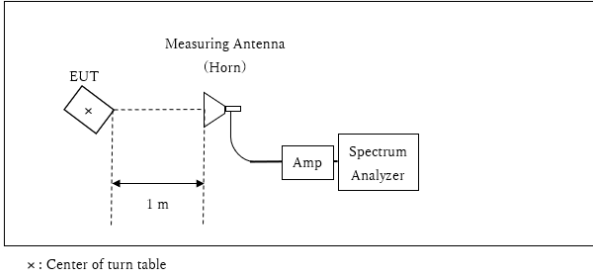 Measuring Antenna
(Horn)
EUT
×
Amp
Spectrum
Analyzer
1 m
× : Center of turn table